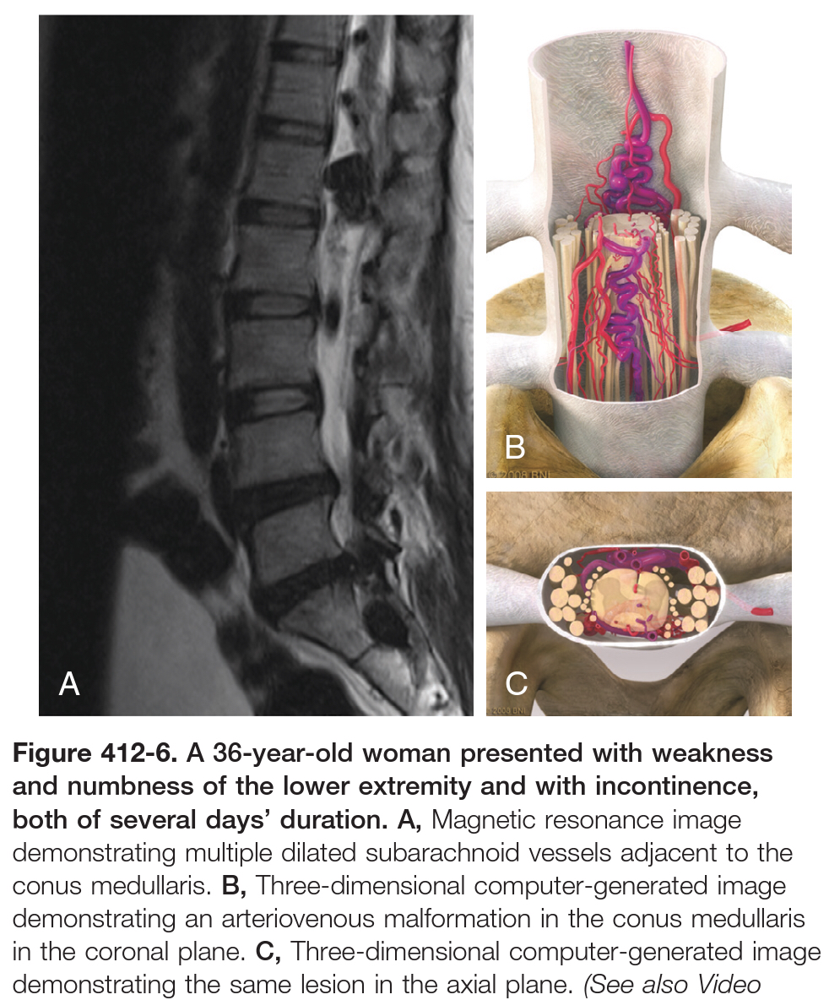 B
© 2008 BNI
A
C
©2008 BNI
Figure 412-6. A 36-year-old woman presented with weakness
and numbness of the lower extremity and with incontinence,
both of several days’ duration. A, Magnetic resonance image
demonstrating multiple dilated subarachnoid vessels adjacent to the
conus medullaris. B, Three-dimensional computer-generated image
demonstrating an arteriovenous malformation in the conus medullaris
in the coronal plane. C, Three-dimensional computer-generated image
demonstrating the same lesion in the axial plane. (See also Video